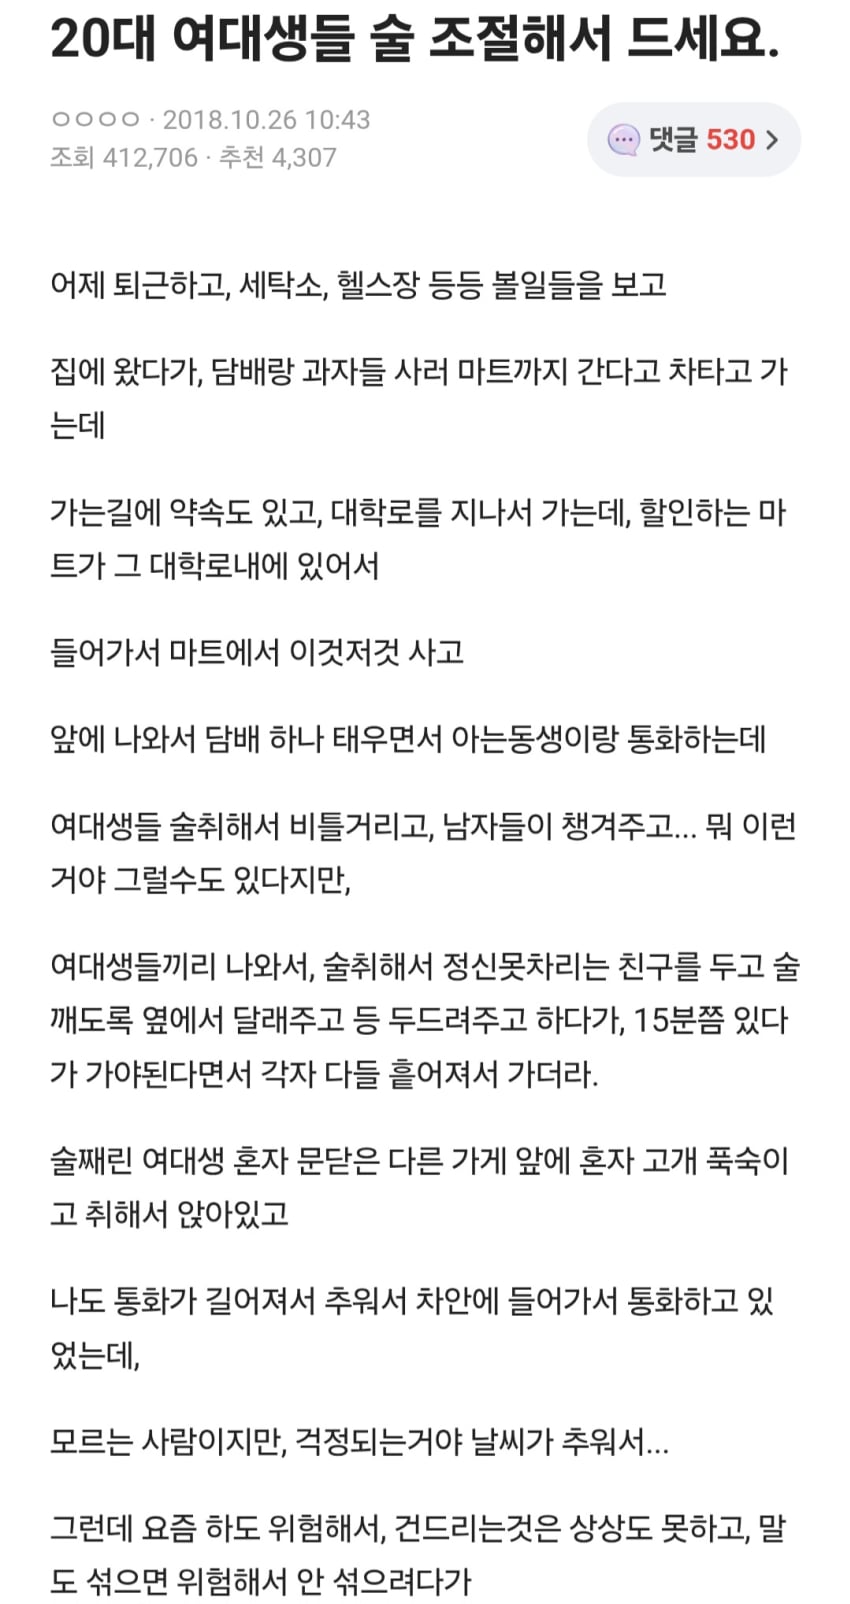 20대 여대생들 술 조절해서 드세요.
ㅇㅇㅇㅇ · 2018.10.26 10:43
조회 412,706 · 추천 4,307
댓글 530 >
어제 퇴근하고, 세탁소, 헬스장 등등 볼일들을 보고
집에 왔다가, 담배랑 과자들 사러 마트까지 간다고 차타고 가
는데
가는길에 약속도 있고, 대학로를 지나서 가는데, 할인하는 마
트가 그 대학로내에 있어서
들어가서 마트에서 이것저것 사고
앞에 나와서 담배 하나 태우면서 아는동생이랑 통화하는데
여대생들 술취해서 비틀거리고, 남자들이 챙겨주고... 뭐 이런
거야 그럴수도 있다지만,
여대생들끼리 나와서, 술취해서 정신못차리는 친구를 두고 술
깨도록 옆에서 달래주고 등 두드려주고 하다가, 15분쯤 있다
가 가야된다면서 각자 다들 흩어져서 가더라.
술째린 여대생 혼자 문닫은 다른 가게 앞에 혼자 고개 푹숙이
고 취해서 앉아있고
나도 통화가 길어져서 추워서 차안에 들어가서 통화하고 있
었는데,
모르는 사람이지만, 걱정되는거야 날씨가 추워서...
그런데 요즘 하도 위험해서, 건드리는것은 상상도 못하고, 말
도 섞으면 위험해서 안 섞으려다가